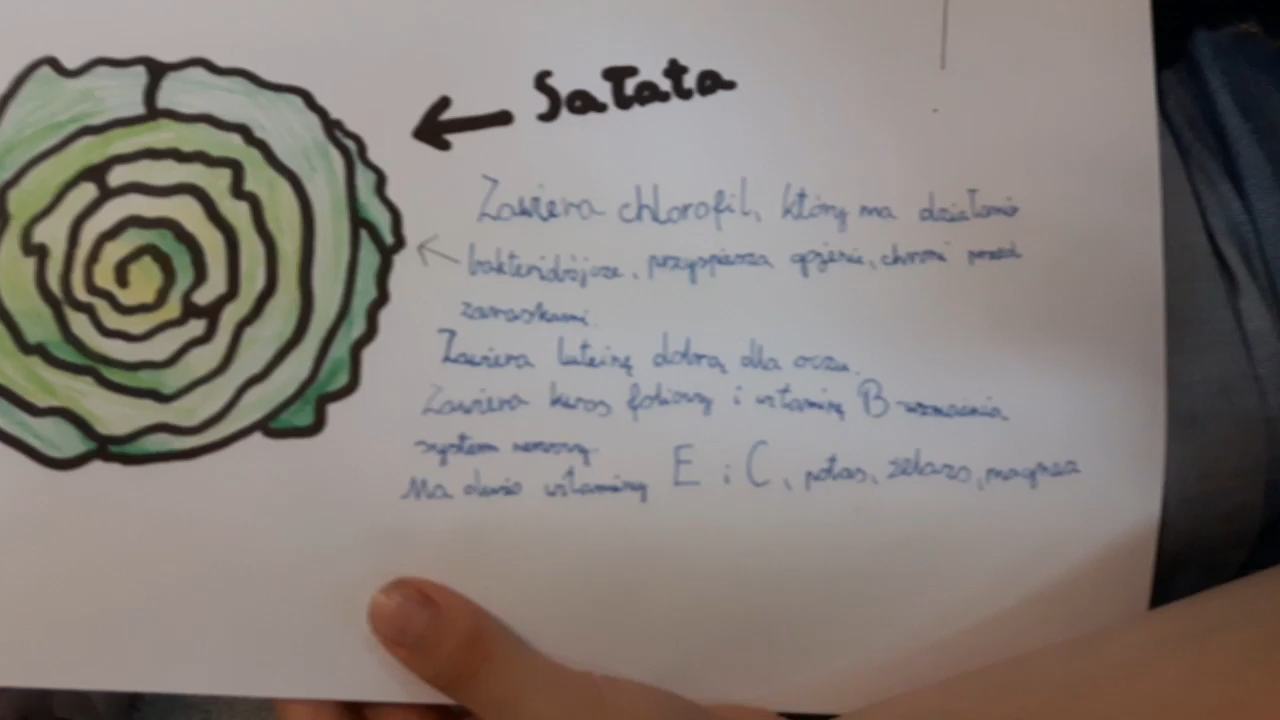 Sałata
Zawiera chlorofil, który ma działanie
bakteriobójcze, przyspiesza gojenie, chroni przed
zarazkami.
Zawiera luteinę dobrą dla oczu.
Zawiera kwas foliowy i witaminę B wzmacnia
system nerwowy.
Ma dużo witaminy E i C, potas, żelazo, magnez